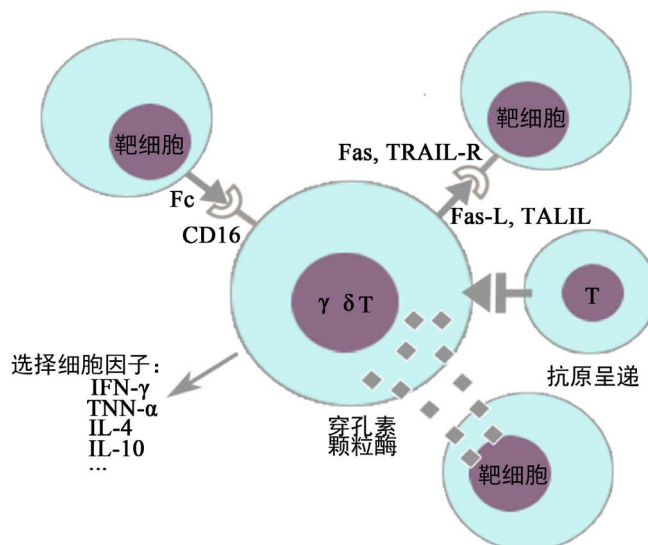 靶细胞
靶细胞
Fas, TRAIL-R
Fc
CD16
Fas-L, TALIL
γ δT
T
选择细胞因子：
IFN-γ
TNN-α
IL-4
IL-10
...
抗原呈递
穿孔素
颗粒酶
靶细胞